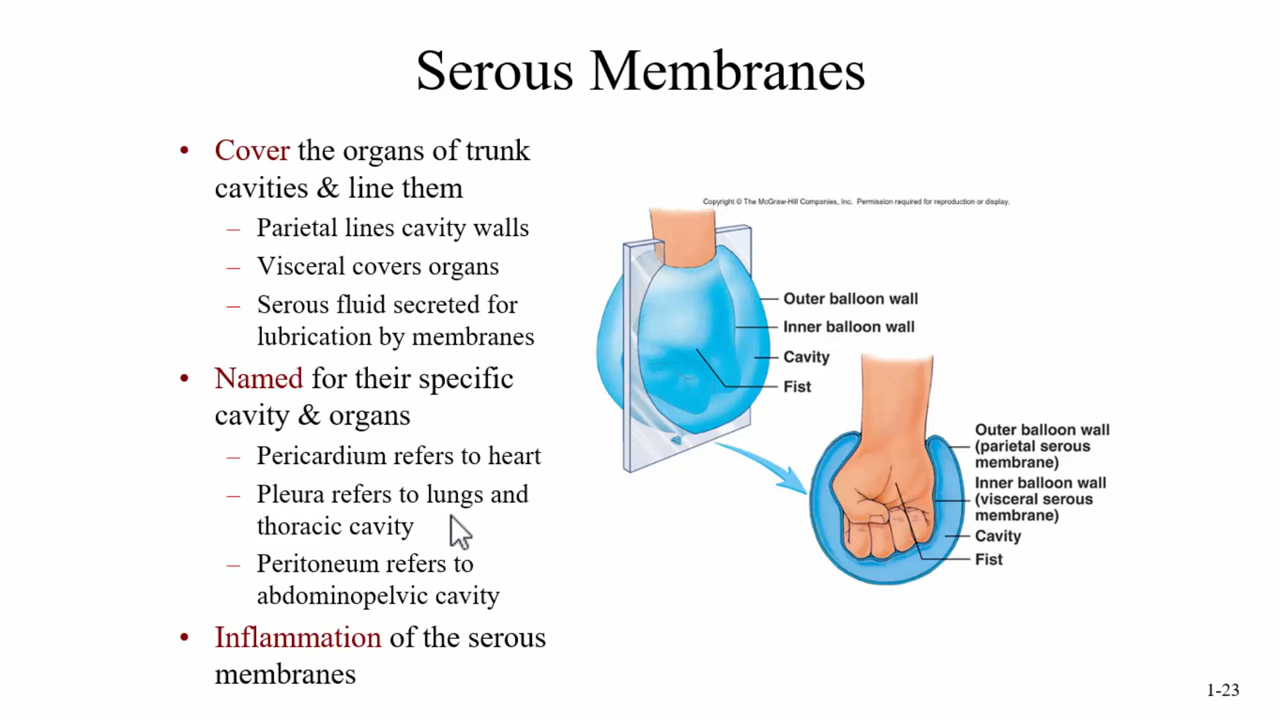 Serous Membranes
• Cover the organs of trunk
cavities & line them
– Parietal lines cavity walls
– Visceral covers organs
– Serous fluid secreted for
lubrication by membranes
• Named for their specific
cavity & organs
– Pericardium refers to heart
– Pleura refers to lungs and
thoracic cavity
– Peritoneum refers to
abdominopelvic cavity
• Inflammation of the serous
membranes
Copyright © The McGraw-Hill Companies, Inc. Permission required for reproduction or display.
Outer balloon wall
Inner balloon wall
Cavity
Fist
Outer balloon wall
(parietal serous
membrane)
Inner balloon wall
(visceral serous
membrane)
Cavity
Fist
1-23